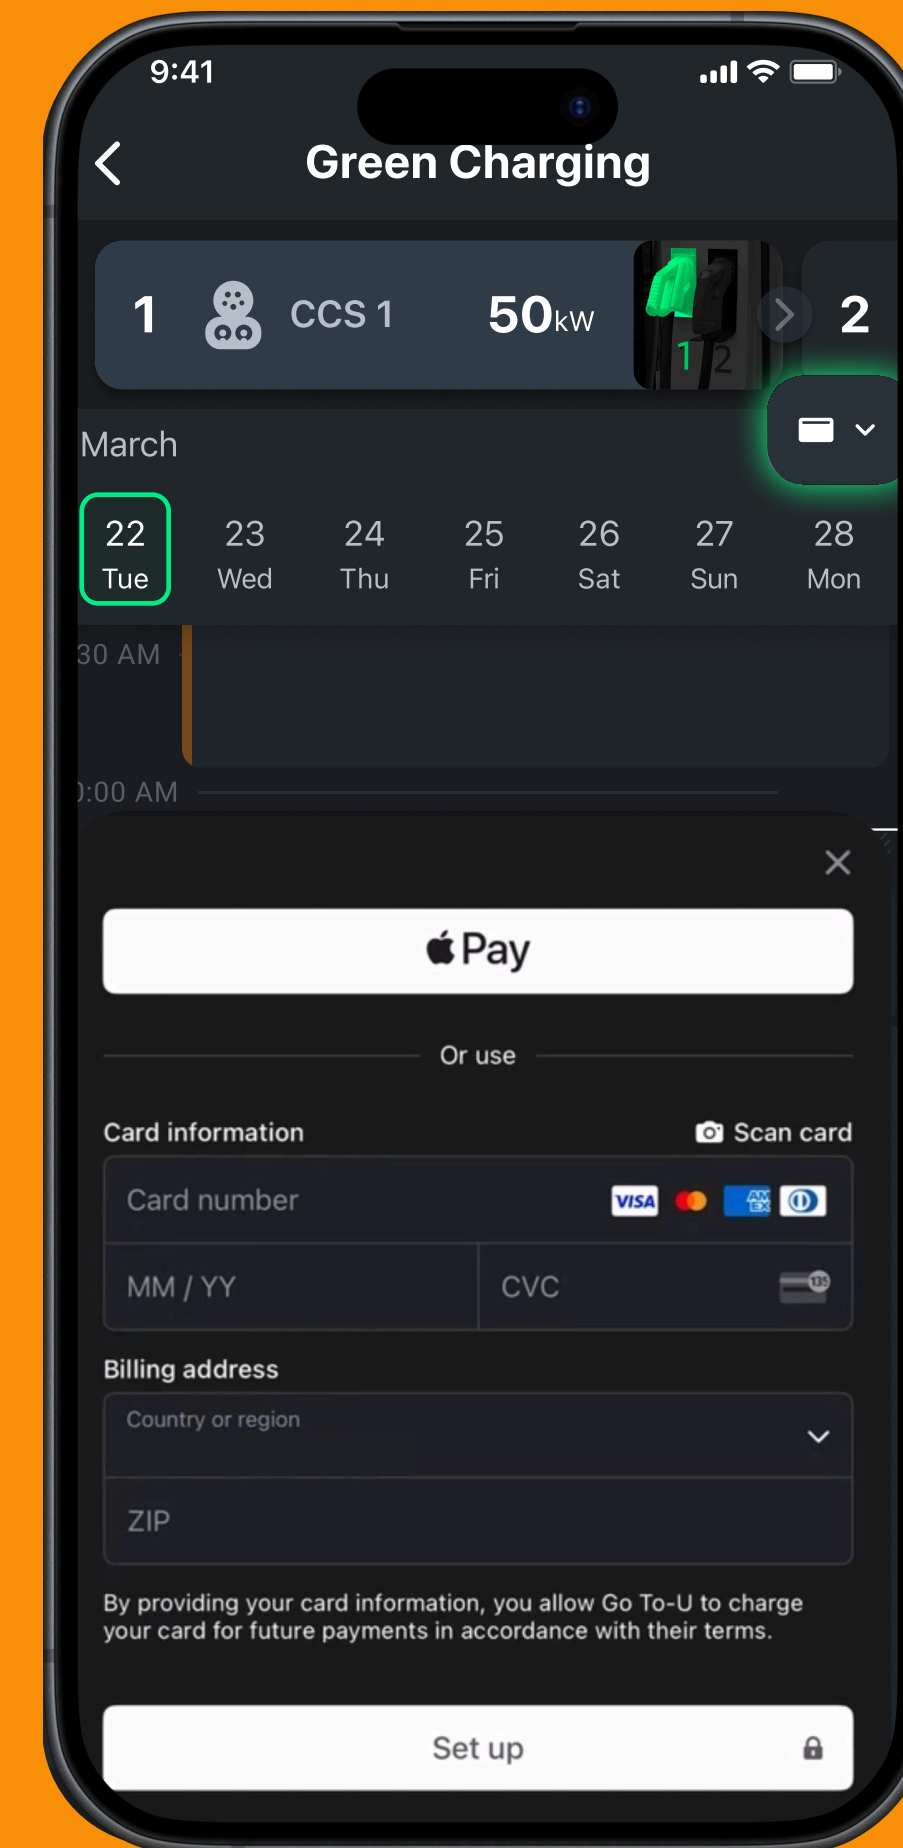 9:41
Green Charging
1 CCS 1 50kW 1 2 2
March
22 23 24 25 26 27 28
Tue Wed Thu Fri Sat Sun Mon
30 AM
:00 AM
Pay
Or use
Card information Scan card
Card number VISA AM EX
MM / YY CVC 135
Billing address
Country or region
ZIP
By providing your card information, you allow Go To-U to charge
your card for future payments in accordance with their terms.
Set up